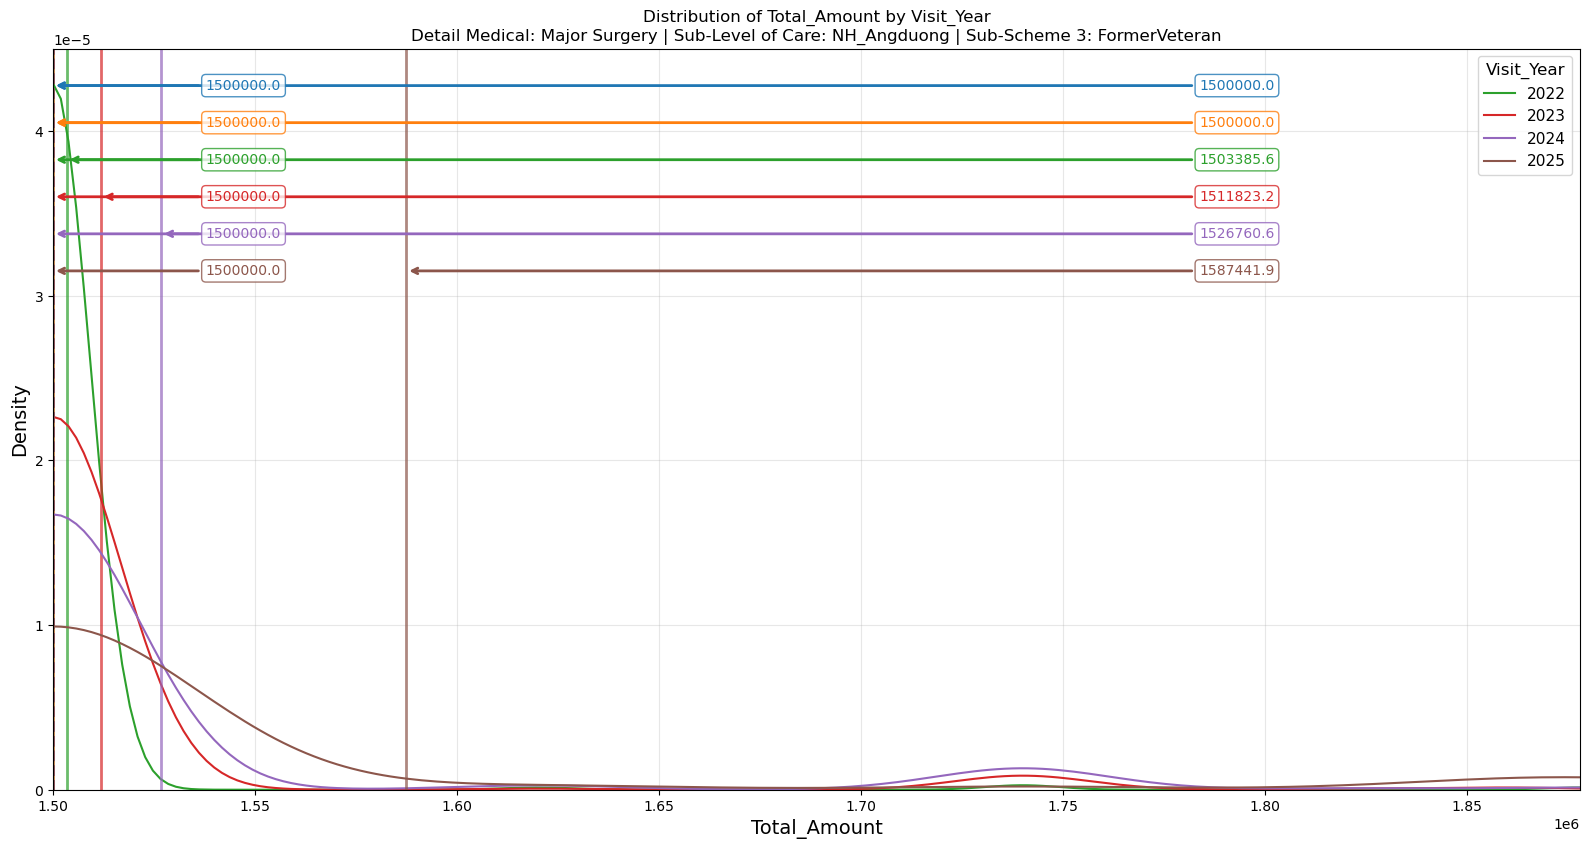 Distribution of Total_Amount by Visit_Year
Detail Medical: Major Surgery | Sub-Level of Care: NH_Angduong | Sub-Scheme 3: FormerVeteran
1e−5
Visit_Year
2022
2023
2024
2025
1500000.0 1500000.0
1500000.0 1500000.0
1500000.0 1503385.6
1500000.0 1511823.2
1500000.0 1526760.6
1500000.0 1587441.9
4
3
2
1
0
Density
1.50 1.55 1.60 1.65 1.70 1.75 1.80 1.85
1e6
Total_Amount